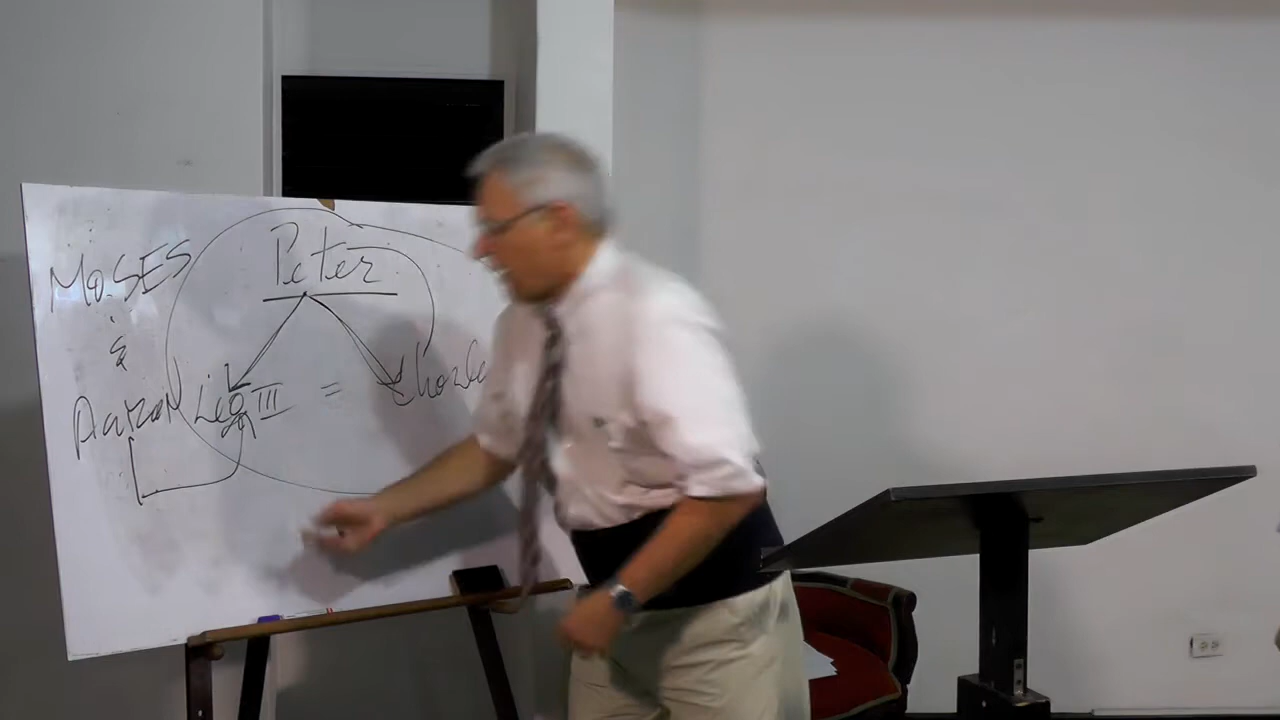 Peter
MoSES
&
AaroN Leo III = Charle